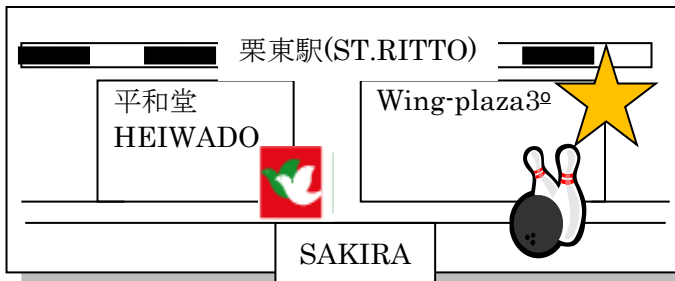 栗東駅(ST.RITTO)
平和堂
HEIWADO
Wing-plaza3º
SAKIRA